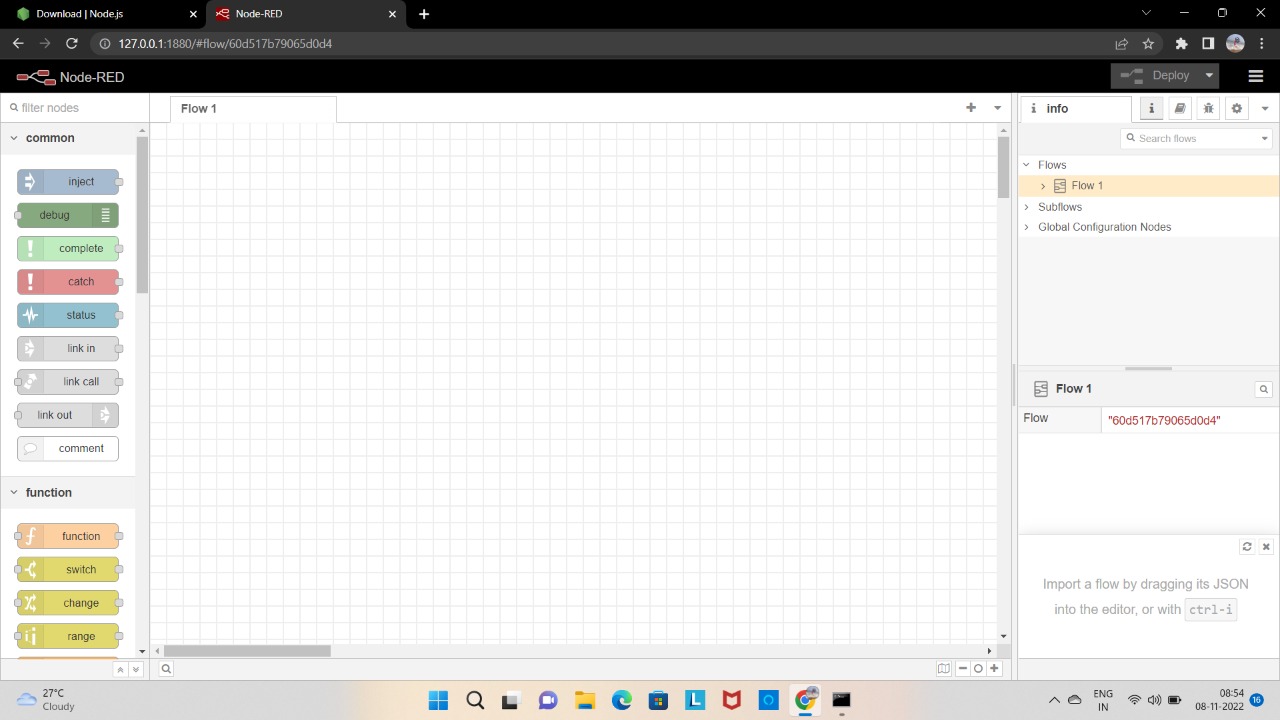 Download | Node.js
Node-RED
127.0.0.1:1880/#flow/60d517b79065d0d4
Node-RED
Deploy
filter nodes
Flow 1
i info
i
common
Search flows
inject
Flows
Flow 1
debug
Subflows
Global Configuration Nodes
complete
catch
status
link in
link call
Flow 1
link out
Flow "60d517b79065d0d4"
comment
function
function
switch
Import a flow by dragging its JSON
into the editor, or with ctrl-i
change
range
27°C
ENG
IN
08:54
08-11-2022
16